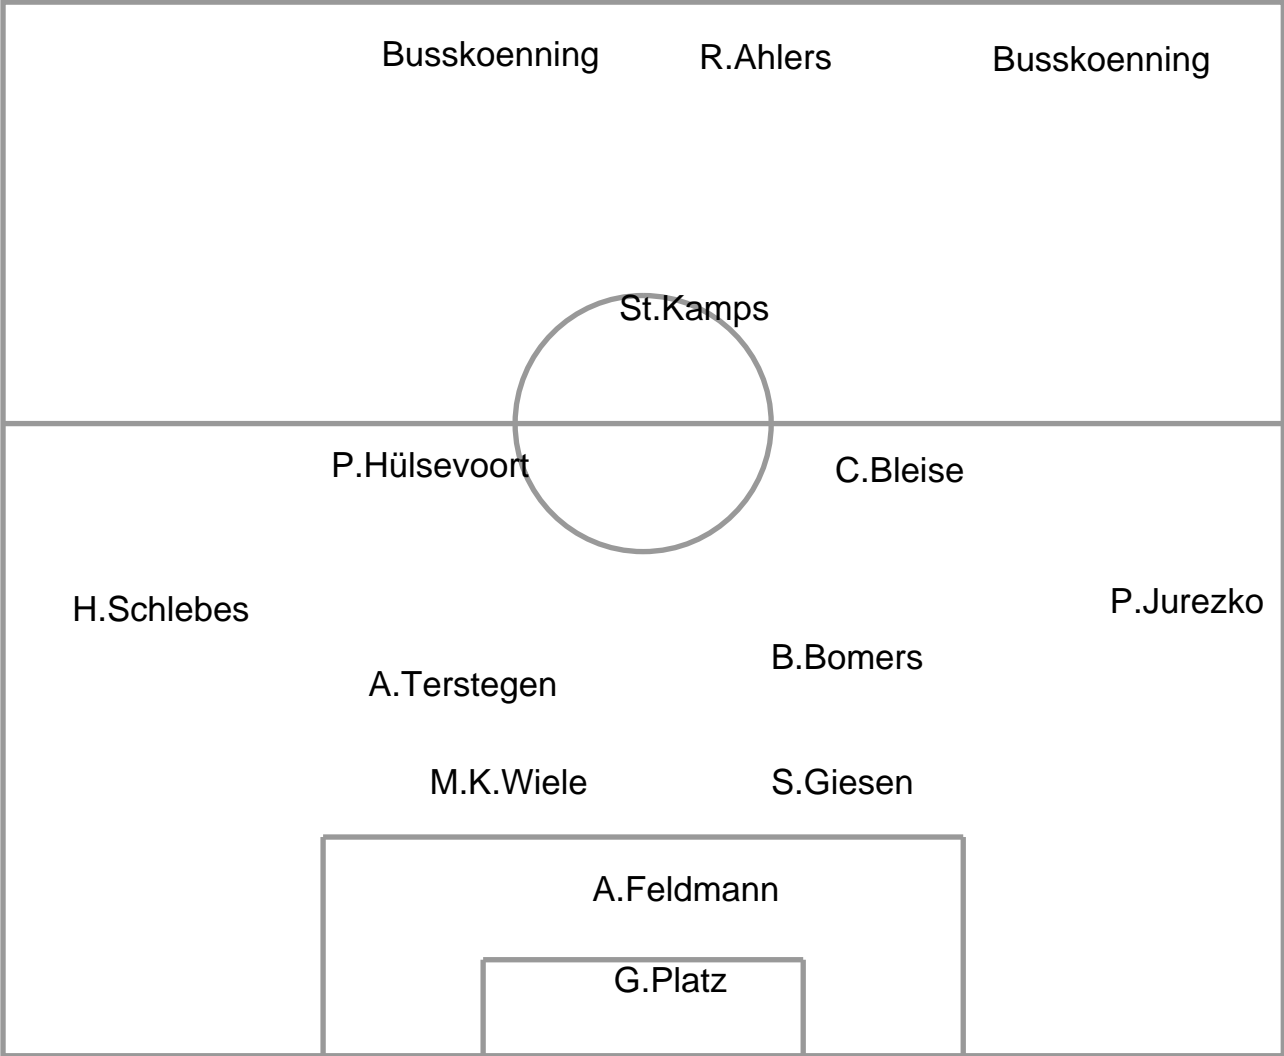 Busskoenning
R.Ahlers
Busskoenning
St.Kamps
P.Hülsevoort
C.Bleise
H.Schlebes
P.Jurezko
A.Terstegen
B.Bomers
M.K.Wiele
S.Giesen
A.Feldmann
G.Platz